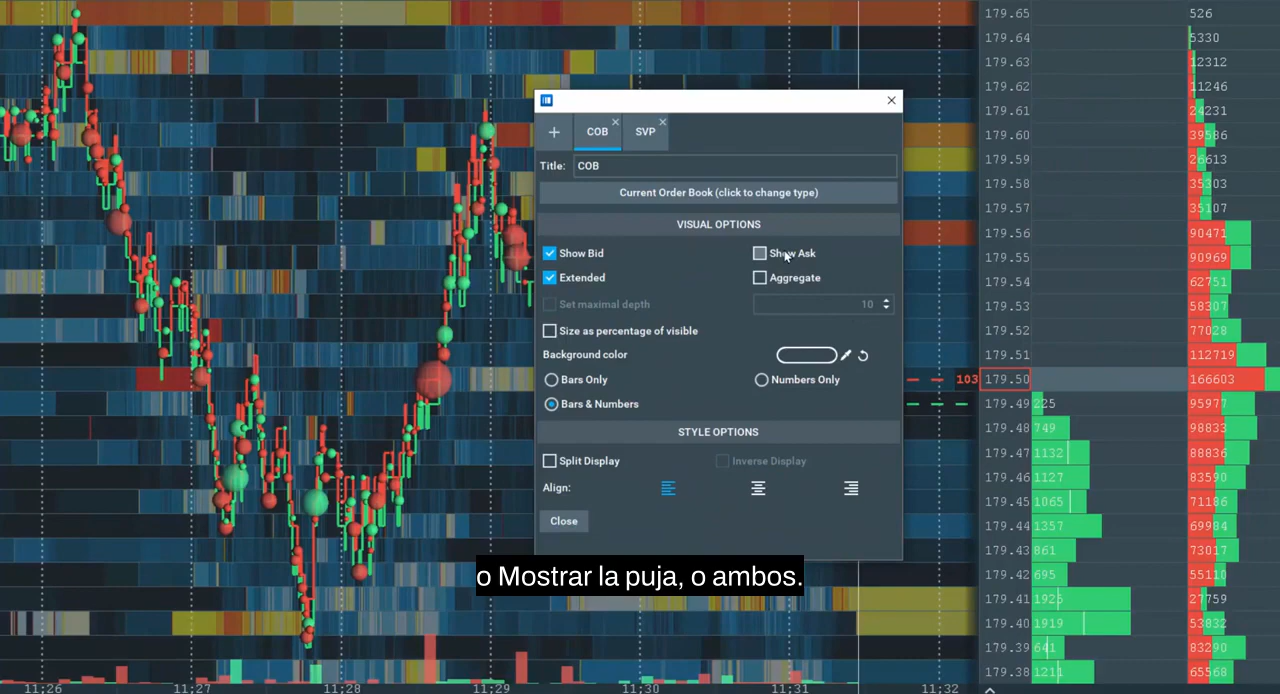 COB
SVP
Title: COB
Current Order Book (click to change type)
VISUAL OPTIONS
Show Bid
Show Ask
Extended
Aggregate
Set maximal depth
10
Size as percentage of visible
Background color
Bars Only
Numbers Only
Bars & Numbers
STYLE OPTIONS
Split Display
Inverse Display
Align:
Close
o Mostrar la puja, o ambos.
179.65 526
179.64 5330
179.63 12312
179.62 11246
179.61 24231
179.60 39586
179.59 26613
179.58 35303
179.57 35107
179.56 90471
179.55 90969
179.54 62751
179.53 58307
179.52 77028
179.51 112719
103 179.50 166603
179.49 225 95977
179.48 749 98833
179.47 1132 88836
179.46 1127 83590
179.45 1065 71186
179.44 1357 69984
179.43 861 73017
179.42 695 55110
179.41 1926 27759
179.40 1919 53832
179.39 641 83290
179.38 1211 65568
11:26 11:27 11:28 11:29 11:30 11:31 11:32